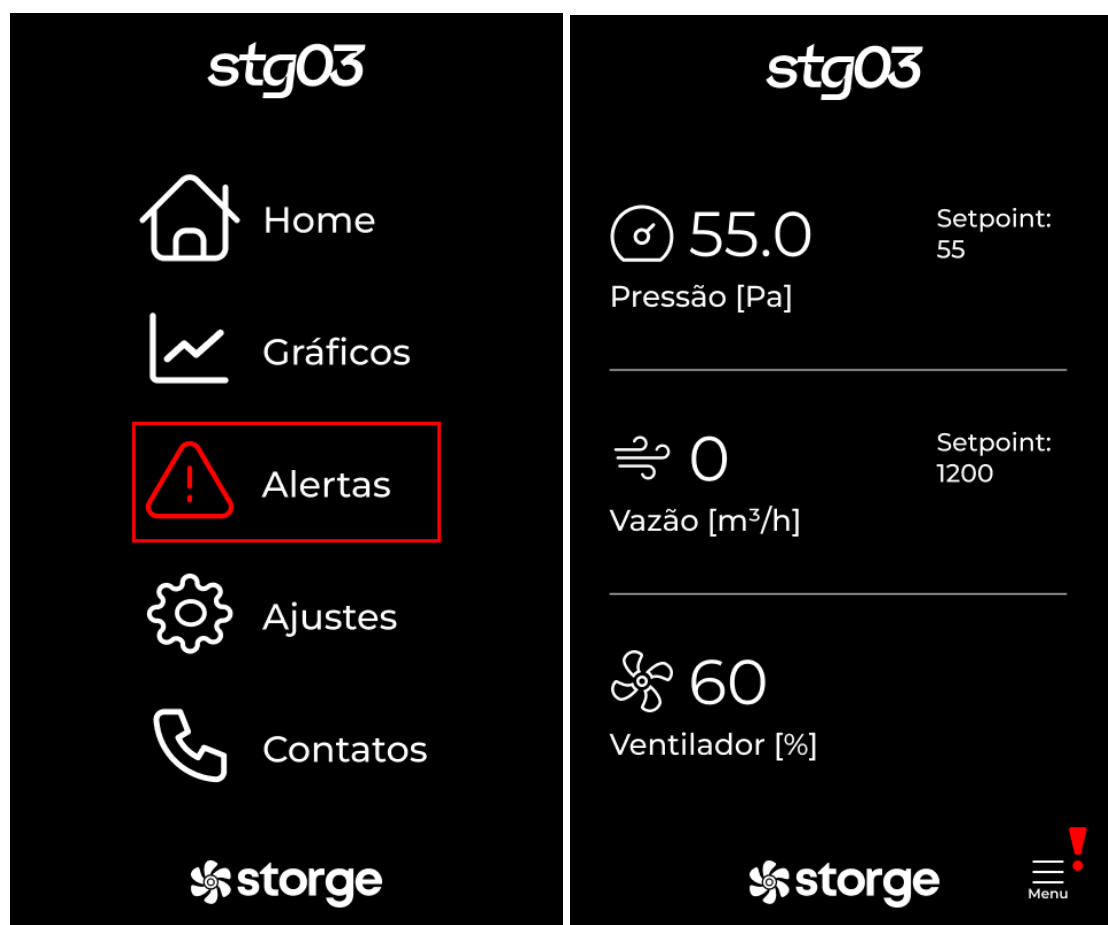 stg03
Home
Gráficos
Alertas
Ajustes
Contatos
storge
stg03
55.0
Setpoint:
55
Pressão [Pa]
0
Setpoint:
1200
Vazão [m³/h]
60
Ventilador [%]
storge
Menu
!